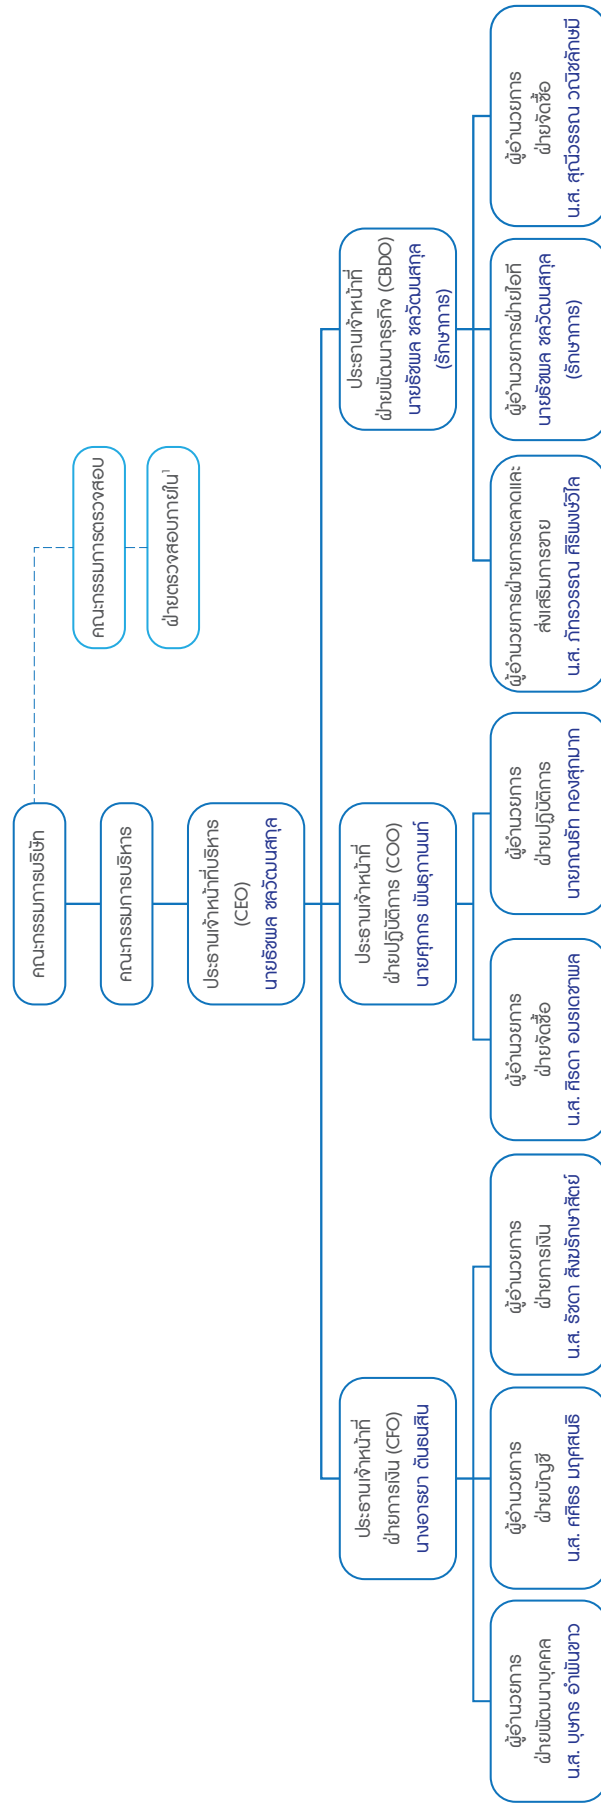 คณะกรรมการบริษัท
คณะกรรมการตรวจสอบ
ฝ่ายตรวจสอบภายใน¹
คณะกรรมการบริหาร
ประธานเจ้าหน้าที่บริหาร
(CEO)
นายธัชพล ชลวัฒนสกุล
ประธานเจ้าหน้าที่
ฝ่ายการเงิน (CFO)
นางอารยา ตันธนสิน
ประธานเจ้าหน้าที่
ฝ่ายปฏิบัติการ (COO)
นายศุภกร พันธุกานนท์
ประธานเจ้าหน้าที่
ฝ่ายพัฒนาธุรกิจ (CBDO)
นายธัชพล ชลวัฒนสกุล
(รักษาการ)
ผู้อำนวยการ
ฝ่ายพัฒนาบุคคล
น.ส. บุษกร อำพันขาว
ผู้อำนวยการ
ฝ่ายบัญชี
น.ส. ศศิธร มฤคสนธิ
ผู้อำนวยการ
ฝ่ายการเงิน
น.ส. รัชดา สังฆรักษาสัตย์
ผู้อำนวยการ
ฝ่ายจัดซื้อ
น.ส. ศิรดา อมรเดชาพล
ผู้อำนวยการ
ฝ่ายปฏิบัติการ
นายภณธัท ทองสุกมาก
ผู้อำนวยการฝ่ายการตลาดและ
ส่งเสริมการขาย
น.ส. ภัทรวรรณ ศิริพงษ์วิไล
ผู้อำนวยการฝ่ายไอที
นายธัชพล ชลวัฒนสกุล
(รักษาการ)
ผู้อำนวยการ
ฝ่ายจัดซื้อ
น.ส. สุณีวรรณ วณิชลักษมี